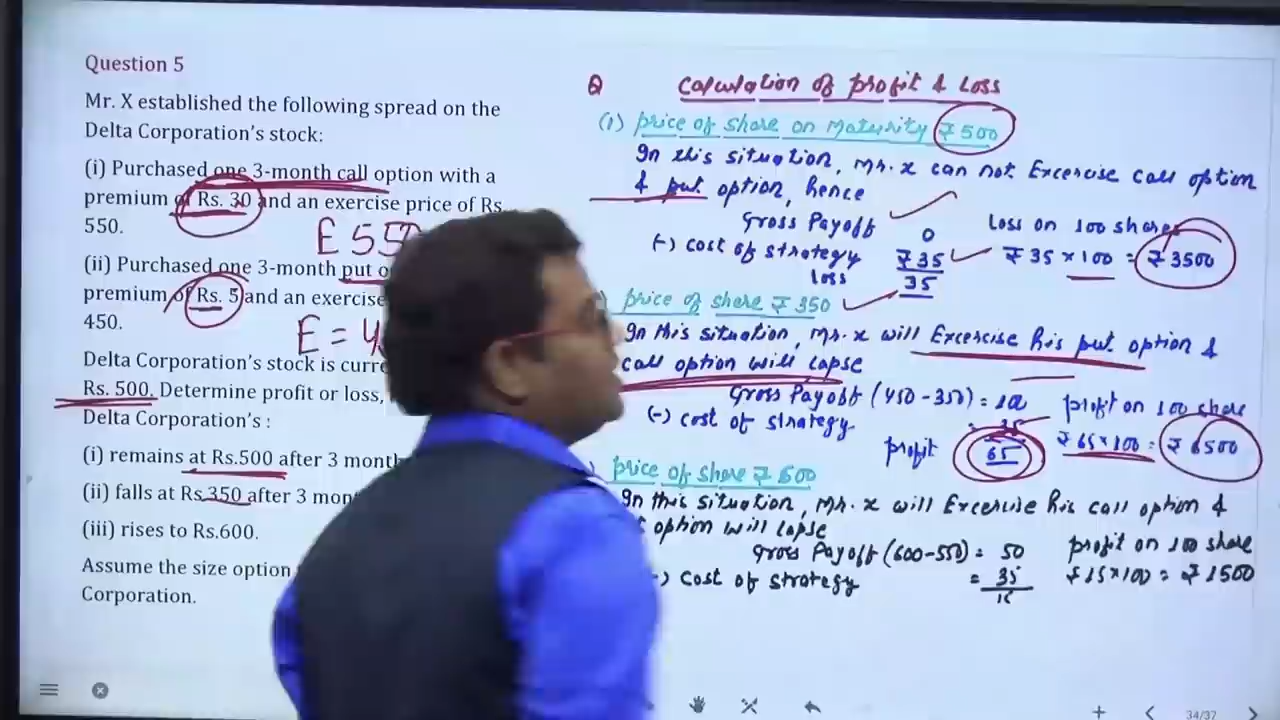 Question 5
Mr. X established the following spread on the
Delta Corporation's stock:
(i) Purchased one 3-month call option with a
premium of Rs. 30 and an exercise price of Rs.
550.
£ 550
(ii) Purchased one 3-month put
premium of Rs. 5 and an exercise
450.
E =
Delta Corporation's stock is
Rs. 500. Determine profit or loss,
Delta Corporation's :
(i) remains at Rs.500 after 3
(ii) falls at Rs.350 after 3
(iii) rises to Rs.600.
Assume the size option
Corporation.
Q Calculation of profit & Loss
(i) price of share on maturity ₹500
In this situation, Mr. x can not Excercise call option
& put option, hence
Gross Payoff 0 Loss on 100 shares
(-) cost of strategy ₹ 35 ₹ 35 × 100 = ₹ 3500
loss 35
price of share ₹ 350
In this situation, Mr. x will Excercise his put option &
call option will lapse
Gross Payoff (450 - 350) = 100 profit on 100 share
(-) cost of strategy = 35 ₹ 65 × 100 = ₹ 6500
profit 65
price of share ₹ 600
In this situation, Mr. x will Excercise his call option &
option will lapse
Gross Payoff (600-550) = 50 profit on 100 share
-) cost of strategy = 35 ₹ 15 × 100 = ₹ 1500
15
34/37